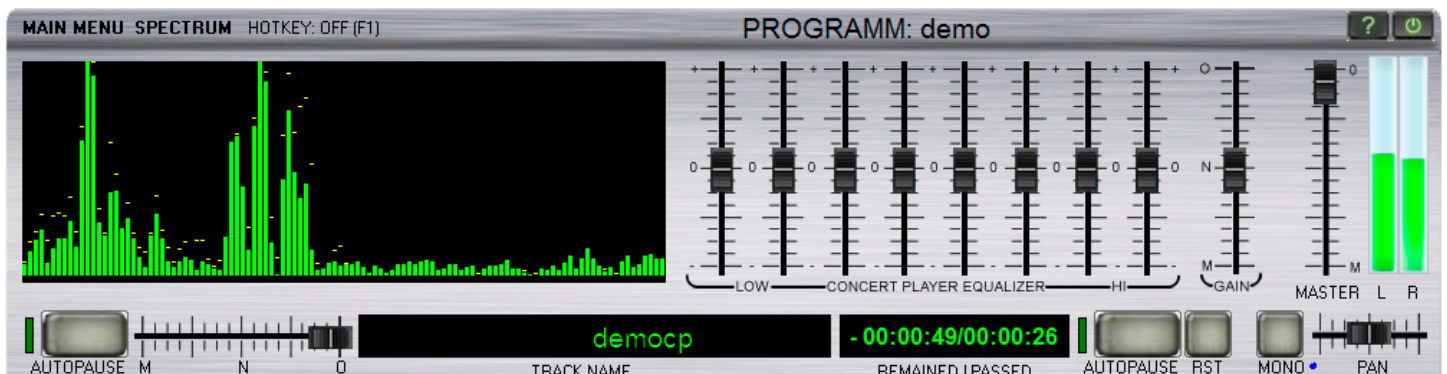 MAIN MENU SPECTRUM HOTKEY: OFF (F1) PROGRAMM: demo ?
+ + + + + + + + + O 0
0 0 0 0 0 0 0 0 0 N
M M
LOW CONCERT PLAYER EQUALIZER HI GAIN
MASTER L R
democp - 00:00:49/00:00:26
AUTOPAUSE M N O TRACK NAME REMAINED | PASSED AUTOPAUSE RST MONO PAN